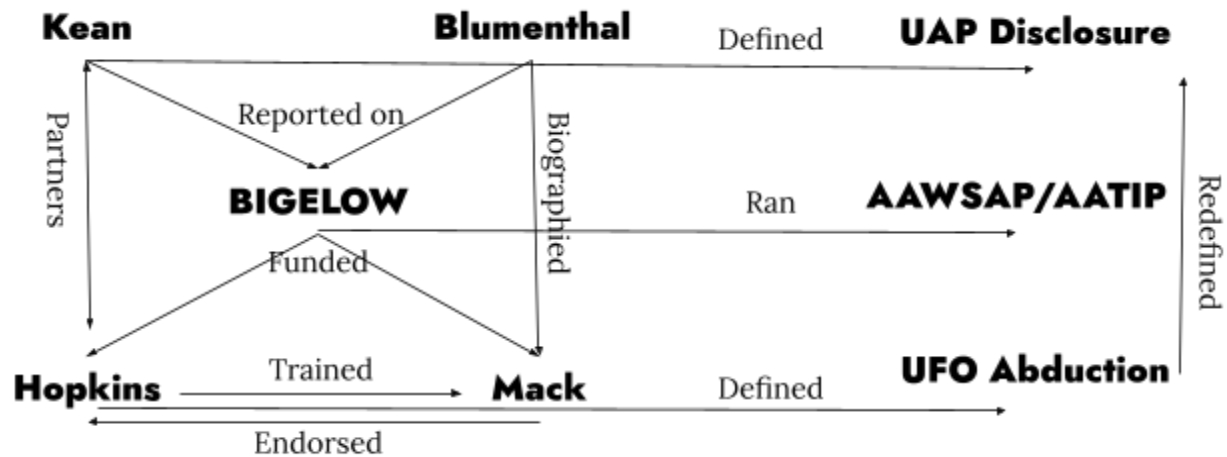 Kean
Blumenthal
Defined
UAP Disclosure
Reported on
Partners
Biographied
BIGELOW
Ran
AAWSAP/AATIP
Redefined
Funded
Hopkins
Trained
Mack
Defined
UFO Abduction
Endorsed